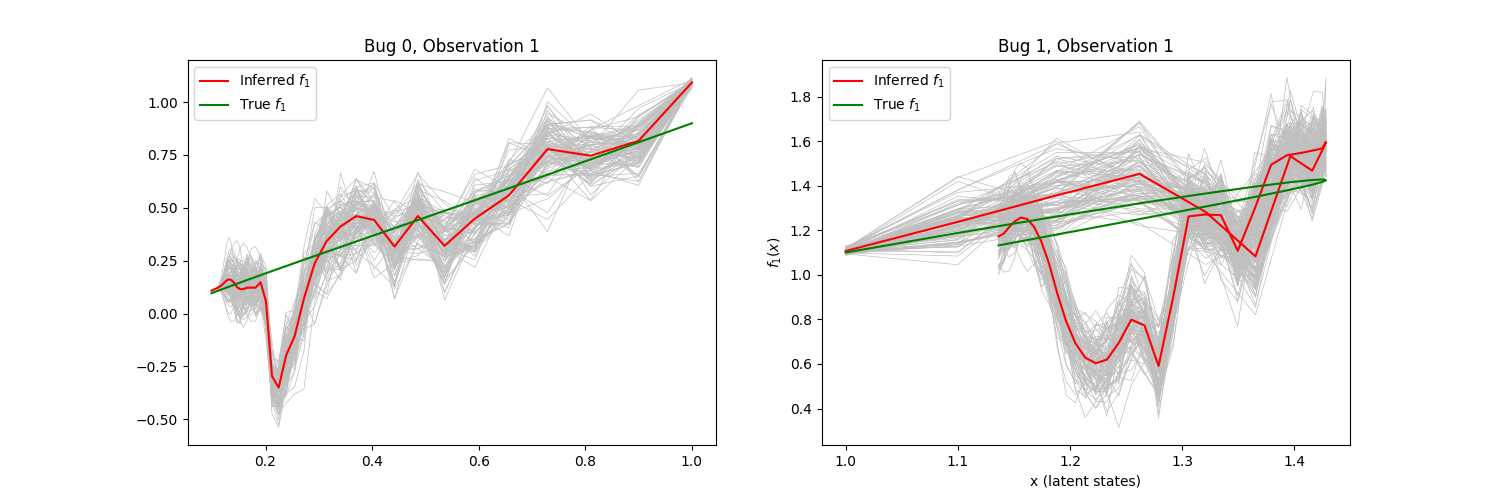 Bug 0, Observation 1
Inferred f₁
True f₁
1.00
0.75
0.50
0.25
0.00
−0.25
−0.50
0.2 0.4 0.6 0.8 1.0
Bug 1, Observation 1
Inferred f₁
True f₁
f₁(x)
1.8
1.6
1.4
1.2
1.0
0.8
0.6
0.4
1.0 1.1 1.2 1.3 1.4
x (latent states)